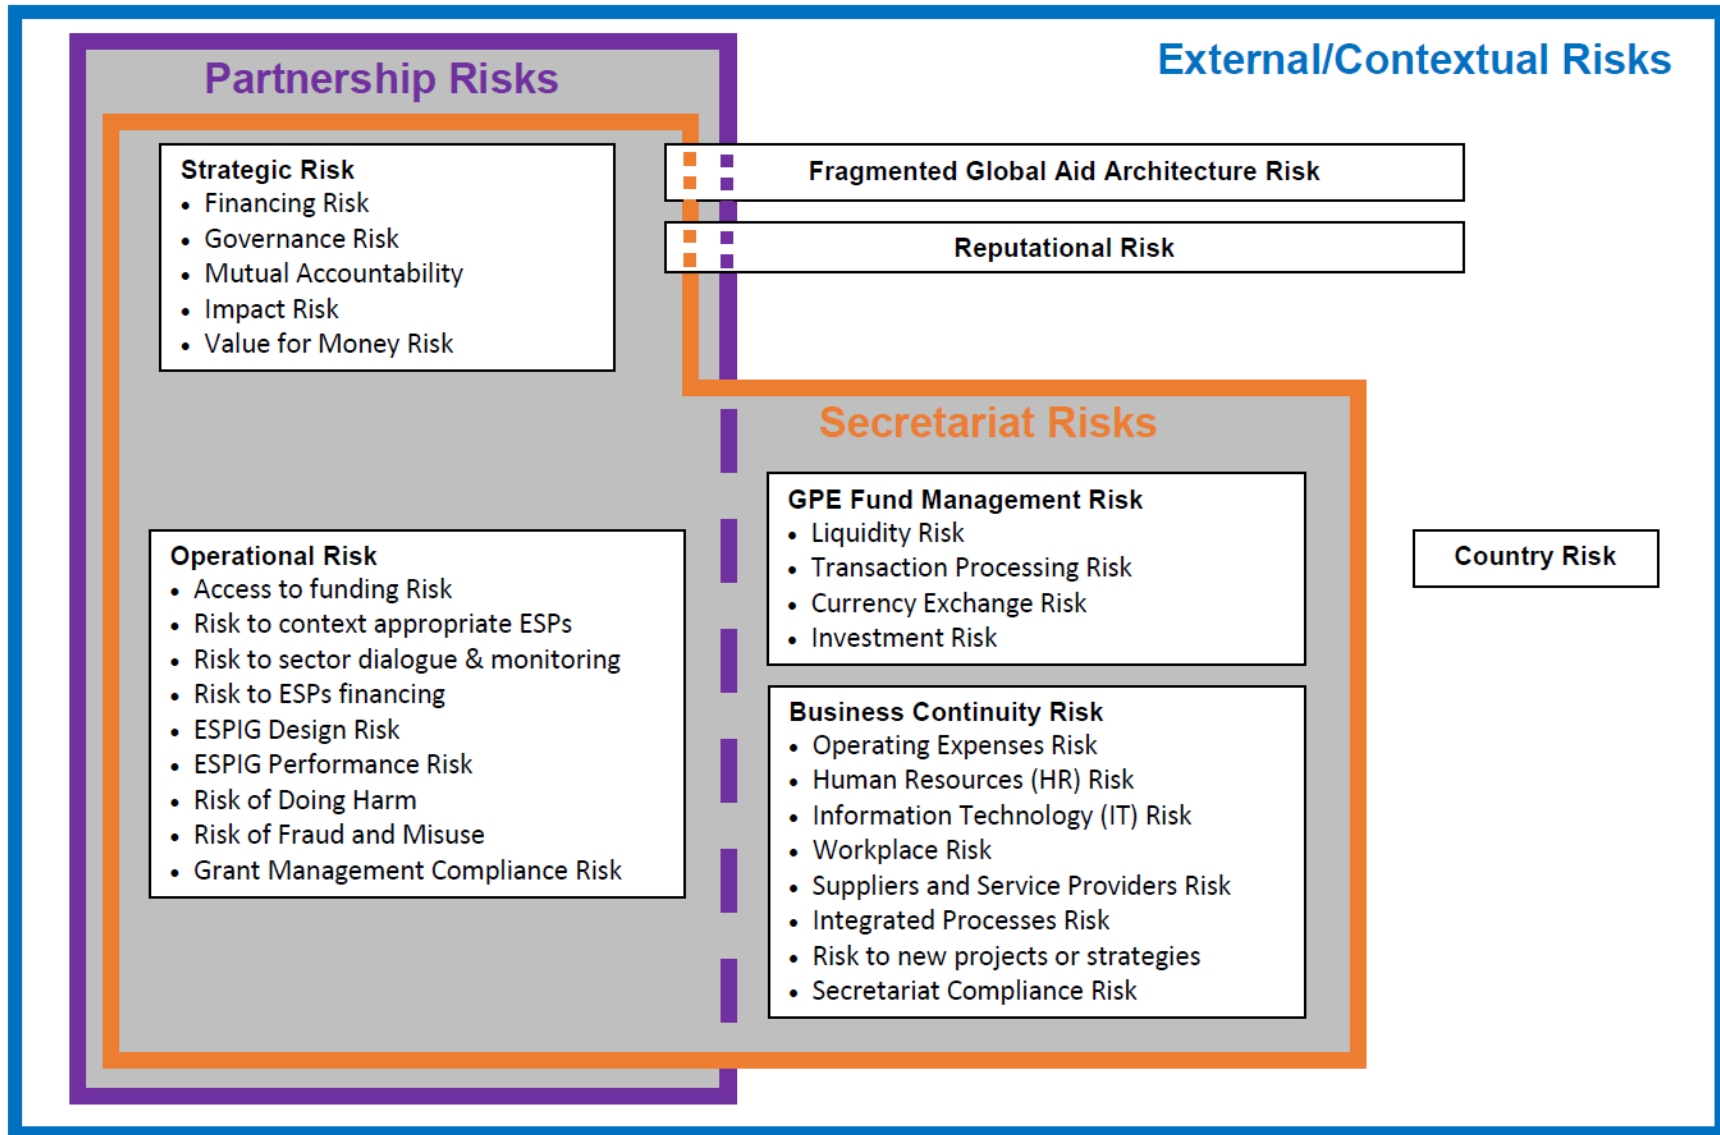 External/Contextual Risks
Partnership Risks
Strategic Risk
• Financing Risk
• Governance Risk
• Mutual Accountability
• Impact Risk
• Value for Money Risk
Fragmented Global Aid Architecture Risk
Reputational Risk
Secretariat Risks
Operational Risk
• Access to funding Risk
• Risk to context appropriate ESPs
• Risk to sector dialogue & monitoring
• Risk to ESPs financing
• ESPIG Design Risk
• ESPIG Performance Risk
• Risk of Doing Harm
• Risk of Fraud and Misuse
• Grant Management Compliance Risk
GPE Fund Management Risk
• Liquidity Risk
• Transaction Processing Risk
• Currency Exchange Risk
• Investment Risk
Business Continuity Risk
• Operating Expenses Risk
• Human Resources (HR) Risk
• Information Technology (IT) Risk
• Workplace Risk
• Suppliers and Service Providers Risk
• Integrated Processes Risk
• Risk to new projects or strategies
• Secretariat Compliance Risk
Country Risk